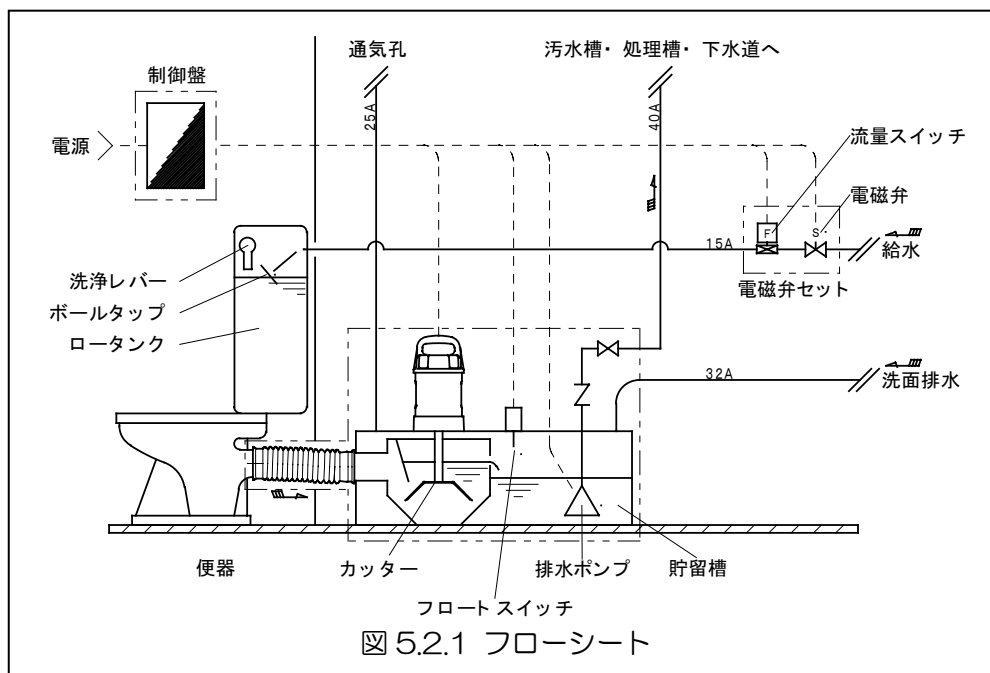 通気孔
汚水槽・処理槽・下水道へ
制御盤
25A
40A
電源
流量スイッチ
電磁弁
F
S
15A
給水
洗浄レバー
電磁弁セット
ボールタップ
ロータンク
32A
洗面排水
便器
カッター
排水ポンプ
貯留槽
フロートスイッチ
図 5.2.1 フローシート